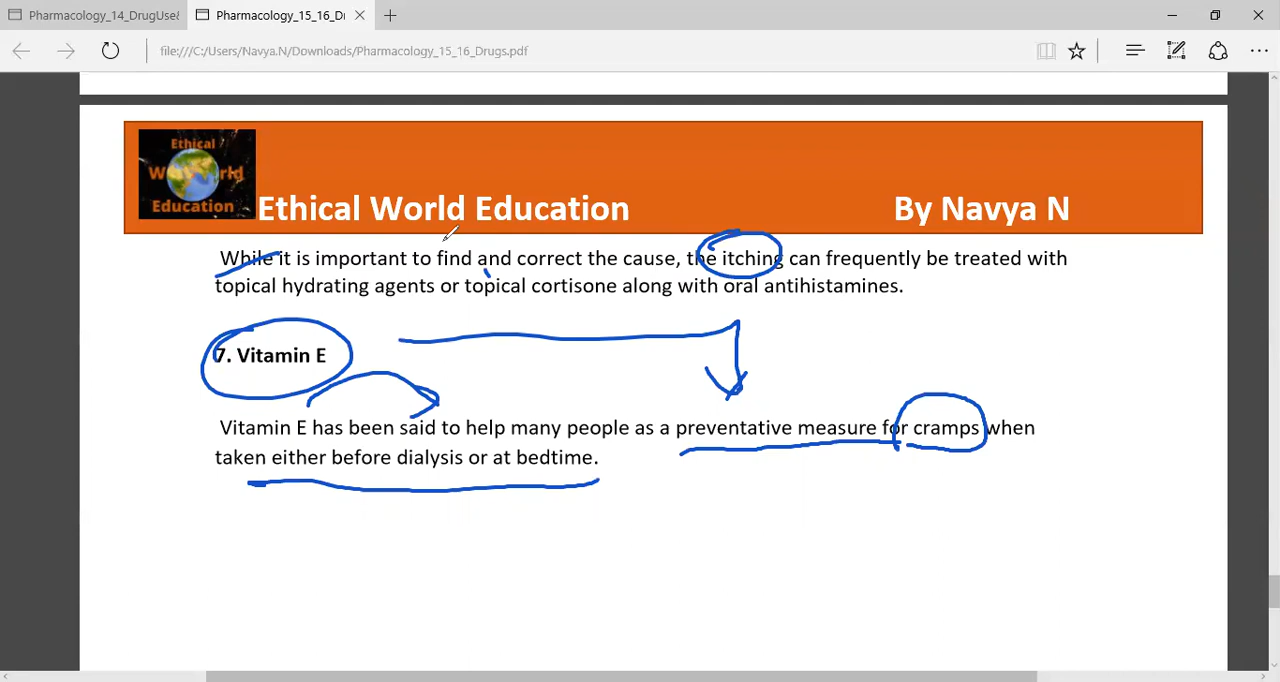 Pharmacology_14_DrugUse&
Pharmacology_15_16_Dr
file:///C:/Users/Navya.N/Downloads/Pharmacology_15_16_Drugs.pdf
Ethical
World
Education
Ethical World Education By Navya N
While it is important to find and correct the cause, the itching can frequently be treated with
topical hydrating agents or topical cortisone along with oral antihistamines.
7. Vitamin E
Vitamin E has been said to help many people as a preventative measure for cramps when
taken either before dialysis or at bedtime.